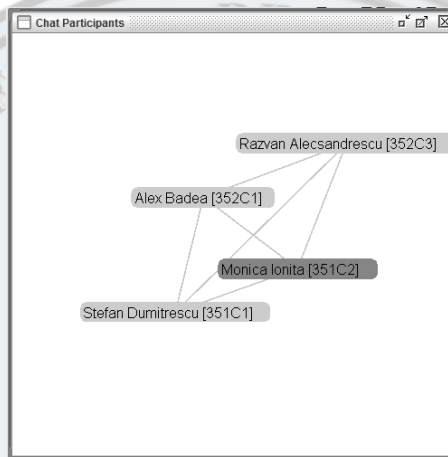 Chat Participants
Razvan Alecsandrescu [352C3]
Alex Badea [352C1]
Monica Ionita [351C2]
Stefan Dumitrescu [351C1]